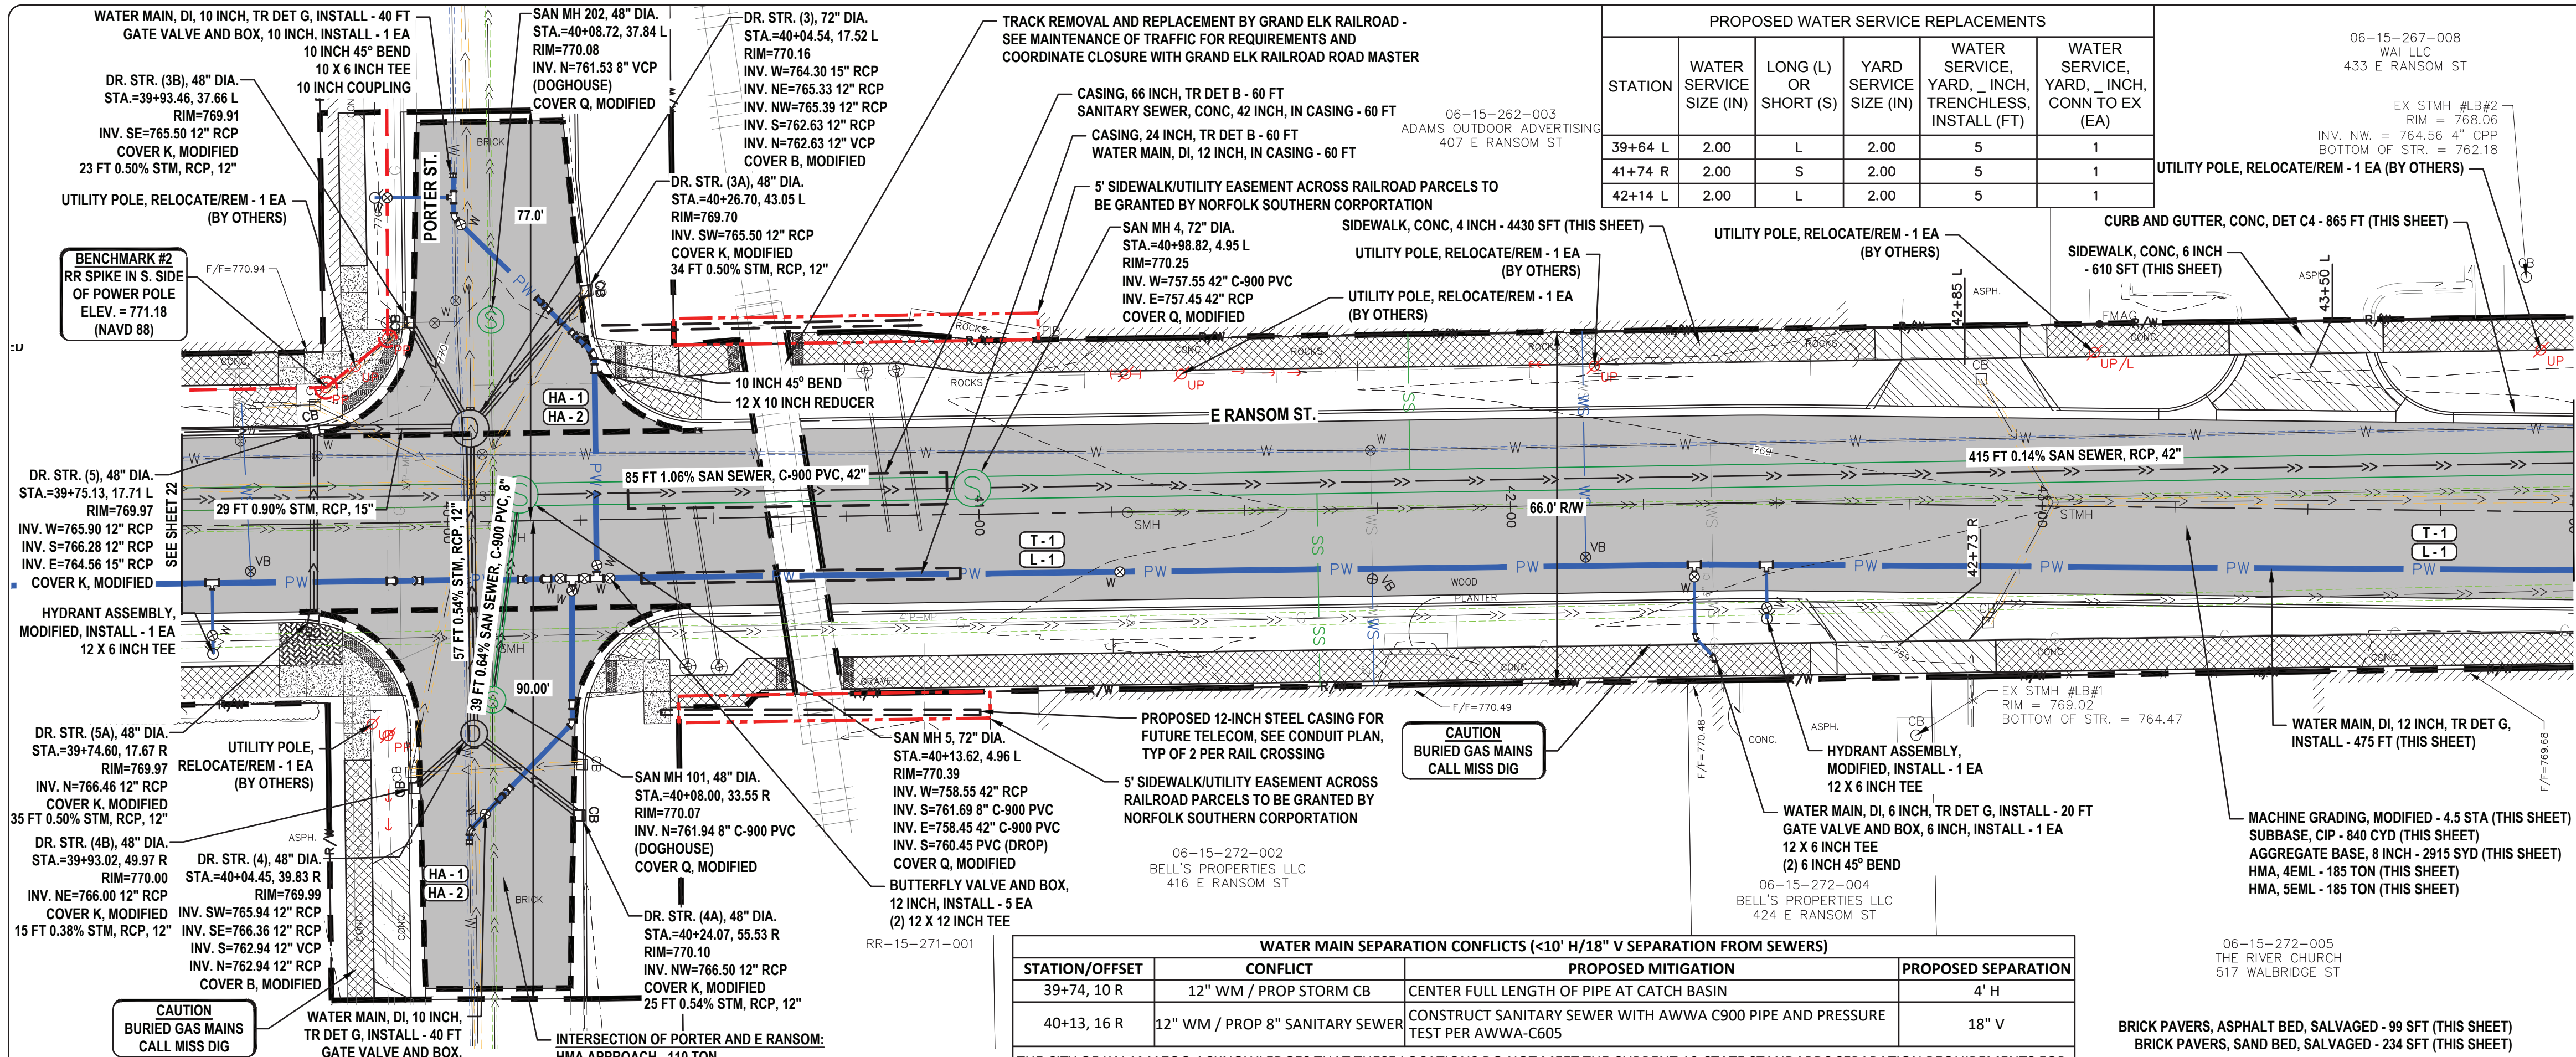 WATER MAIN, DI, 10 INCH, TR DET G, INSTALL - 40 FT
GATE VALVE AND BOX, 10 INCH, INSTALL - 1 EA
10 INCH 45° BEND
10 X 6 INCH TEE
10 INCH COUPLING
DR. STR. (3B), 48" DIA.
STA.=39+93.46, 37.66 L
RIM=769.91
INV. SE=765.50 12" RCP
COVER K, MODIFIED
23 FT 0.50% STM, RCP, 12"
UTILITY POLE, RELOCATE/REM - 1 EA
(BY OTHERS)
BENCHMARK #2
RR SPIKE IN S. SIDE
OF POWER POLE
ELEV. = 771.18
(NAVD 88)
F/F=770.94
SAN MH 202, 48" DIA.
STA.=40+08.72, 37.84 L
RIM=770.08
INV. N=761.53 8" VCP
(DOGHOUSE)
COVER Q, MODIFIED
DR. STR. (3), 72" DIA.
STA.=40+04.54, 17.52 L
RIM=770.16
INV. W=764.30 15" RCP
INV. NE=765.33 12" RCP
INV. NW=765.39 12" RCP
INV. S=762.63 12" RCP
INV. N=762.63 12" VCP
COVER B, MODIFIED
DR. STR. (3A), 48" DIA.
STA.=40+26.70, 43.05 L
RIM=769.70
INV. SW=765.50 12" RCP
COVER K, MODIFIED
34 FT 0.50% STM, RCP, 12"
TRACK REMOVAL AND REPLACEMENT BY GRAND ELK RAILROAD -
SEE MAINTENANCE OF TRAFFIC FOR REQUIREMENTS AND
COORDINATE CLOSURE WITH GRAND ELK RAILROAD ROAD MASTER
CASING, 66 INCH, TR DET B - 60 FT
SANITARY SEWER, CONC, 42 INCH, IN CASING - 60 FT
CASING, 24 INCH, TR DET B - 60 FT
WATER MAIN, DI, 12 INCH, IN CASING - 60 FT
5' SIDEWALK/UTILITY EASEMENT ACROSS RAILROAD PARCELS TO
BE GRANTED BY NORFOLK SOUTHERN CORPORTATION
SAN MH 4, 72" DIA.
STA.=40+98.82, 4.95 L
RIM=770.25
INV. W=757.55 42" C-900 PVC
INV. E=757.45 42" RCP
COVER Q, MODIFIED
06-15-262-003
ADAMS OUTDOOR ADVERTISING
407 E RANSOM ST
PROPOSED WATER SERVICE REPLACEMENTS
STATION | WATER SERVICE SIZE (IN) | LONG (L) OR SHORT (S) | YARD SERVICE SIZE (IN) | WATER SERVICE, YARD, _ INCH, TRENCHLESS, INSTALL (FT) | WATER SERVICE, YARD, _ INCH, CONN TO EX (EA)
39+64 L 2.00 L 2.00 5 1
41+74 R 2.00 S 2.00 5 1
42+14 L 2.00 L 2.00 5 1
06-15-267-008
WAI LLC
433 E RANSOM ST
EX STMH #LB#2
RIM = 768.06
INV. NW. = 764.56 4" CPP
BOTTOM OF STR. = 762.18
UTILITY POLE, RELOCATE/REM - 1 EA (BY OTHERS)
SIDEWALK, CONC, 4 INCH - 4430 SFT (THIS SHEET)
UTILITY POLE, RELOCATE/REM - 1 EA
(BY OTHERS)
UTILITY POLE, RELOCATE/REM - 1 EA
(BY OTHERS)
UTILITY POLE, RELOCATE/REM - 1 EA
(BY OTHERS)
CURB AND GUTTER, CONC, DET C4 - 865 FT (THIS SHEET)
SIDEWALK, CONC, 6 INCH
- 610 SFT (THIS SHEET)
42+85 L
ASPH.
43+50 L
FMAG
PORTER ST.
BRICK
77.0'
10 INCH 45° BEND
12 X 10 INCH REDUCER
HA - 1
HA - 2
E RANSOM ST.
85 FT 1.06% SAN SEWER, C-900 PVC, 42"
415 FT 0.14% SAN SEWER, RCP, 42"
29 FT 0.90% STM, RCP, 15"
57 FT 0.54% STM, RCP, 12"
39 FT 0.64% SAN SEWER, C-900 PVC, 8"
90.00'
66.0' R/W
42+00
42+73 R
T - 1
L - 1
T - 1
L - 1
SEE SHEET 22
DR. STR. (5), 48" DIA.
STA.=39+75.13, 17.71 L
RIM=769.97
INV. W=765.90 12" RCP
INV. S=766.28 12" RCP
INV. E=764.56 15" RCP
COVER K, MODIFIED
HYDRANT ASSEMBLY,
MODIFIED, INSTALL - 1 EA
12 X 6 INCH TEE
DR. STR. (5A), 48" DIA.
STA.=39+74.60, 17.67 R
RIM=769.97
INV. N=766.46 12" RCP
COVER K, MODIFIED
35 FT 0.50% STM, RCP, 12"
DR. STR. (4B), 48" DIA.
STA.=39+93.02, 49.97 R
RIM=770.00
INV. NE=766.00 12" RCP
COVER K, MODIFIED
15 FT 0.38% STM, RCP, 12"
UTILITY POLE,
RELOCATE/REM - 1 EA
(BY OTHERS)
DR. STR. (4), 48" DIA.
STA.=40+04.45, 39.83 R
RIM=769.99
INV. SW=765.94 12" RCP
INV. SE=766.36 12" RCP
INV. S=762.94 12" VCP
INV. N=762.94 12" RCP
COVER B, MODIFIED
CAUTION
BURIED GAS MAINS
CALL MISS DIG
WATER MAIN, DI, 10 INCH,
TR DET G, INSTALL - 40 FT
GATE VALVE AND BOX,
HA - 1
HA - 2
BRICK
INTERSECTION OF PORTER AND E RANSOM:
HMA APPROACH - 110 TON
SAN MH 101, 48" DIA.
STA.=40+08.00, 33.55 R
RIM=770.07
INV. N=761.94 8" C-900 PVC
(DOGHOUSE)
COVER Q, MODIFIED
DR. STR. (4A), 48" DIA.
STA.=40+24.07, 55.53 R
RIM=770.10
INV. NW=766.50 12" RCP
COVER K, MODIFIED
25 FT 0.54% STM, RCP, 12"
SAN MH 5, 72" DIA.
STA.=40+13.62, 4.96 L
RIM=770.39
INV. W=758.55 42" RCP
INV. S=761.69 8" C-900 PVC
INV. E=758.45 42" C-900 PVC
INV. S=760.45 PVC (DROP)
COVER Q, MODIFIED
BUTTERFLY VALVE AND BOX,
12 INCH, INSTALL - 5 EA
(2) 12 X 12 INCH TEE
RR-15-271-001
PROPOSED 12-INCH STEEL CASING FOR
FUTURE TELECOM, SEE CONDUIT PLAN,
TYP OF 2 PER RAIL CROSSING
5' SIDEWALK/UTILITY EASEMENT ACROSS
RAILROAD PARCELS TO BE GRANTED BY
NORFOLK SOUTHERN CORPORTATION
06-15-272-002
BELL'S PROPERTIES LLC
416 E RANSOM ST
F/F=770.49
CAUTION
BURIED GAS MAINS
CALL MISS DIG
WOOD
PLANTER
F/F=770.48
CONC.
ASPH.
EX STMH #LB#1
RIM = 769.02
BOTTOM OF STR. = 764.47
HYDRANT ASSEMBLY,
MODIFIED, INSTALL - 1 EA
12 X 6 INCH TEE
WATER MAIN, DI, 6 INCH, TR DET G, INSTALL - 20 FT
GATE VALVE AND BOX, 6 INCH, INSTALL - 1 EA
12 X 6 INCH TEE
(2) 6 INCH 45° BEND
06-15-272-004
BELL'S PROPERTIES LLC
424 E RANSOM ST
WATER MAIN, DI, 12 INCH, TR DET G,
INSTALL - 475 FT (THIS SHEET)
F/F=769.68
MACHINE GRADING, MODIFIED - 4.5 STA (THIS SHEET)
SUBBASE, CIP - 840 CYD (THIS SHEET)
AGGREGATE BASE, 8 INCH - 2915 SYD (THIS SHEET)
HMA, 4EML - 185 TON (THIS SHEET)
HMA, 5EML - 185 TON (THIS SHEET)
06-15-272-005
THE RIVER CHURCH
517 WALBRIDGE ST
BRICK PAVERS, ASPHALT BED, SALVAGED - 99 SFT (THIS SHEET)
BRICK PAVERS, SAND BED, SALVAGED - 234 SFT (THIS SHEET)
WATER MAIN SEPARATION CONFLICTS (<10' H/18" V SEPARATION FROM SEWERS)
STATION/OFFSET | CONFLICT | PROPOSED MITIGATION | PROPOSED SEPARATION
39+74, 10 R | 12" WM / PROP STORM CB | CENTER FULL LENGTH OF PIPE AT CATCH BASIN | 4' H
40+13, 16 R | 12" WM / PROP 8" SANITARY SEWER | CONSTRUCT SANITARY SEWER WITH AWWA C900 PIPE AND PRESSURE TEST PER AWWA-C605 | 18" V